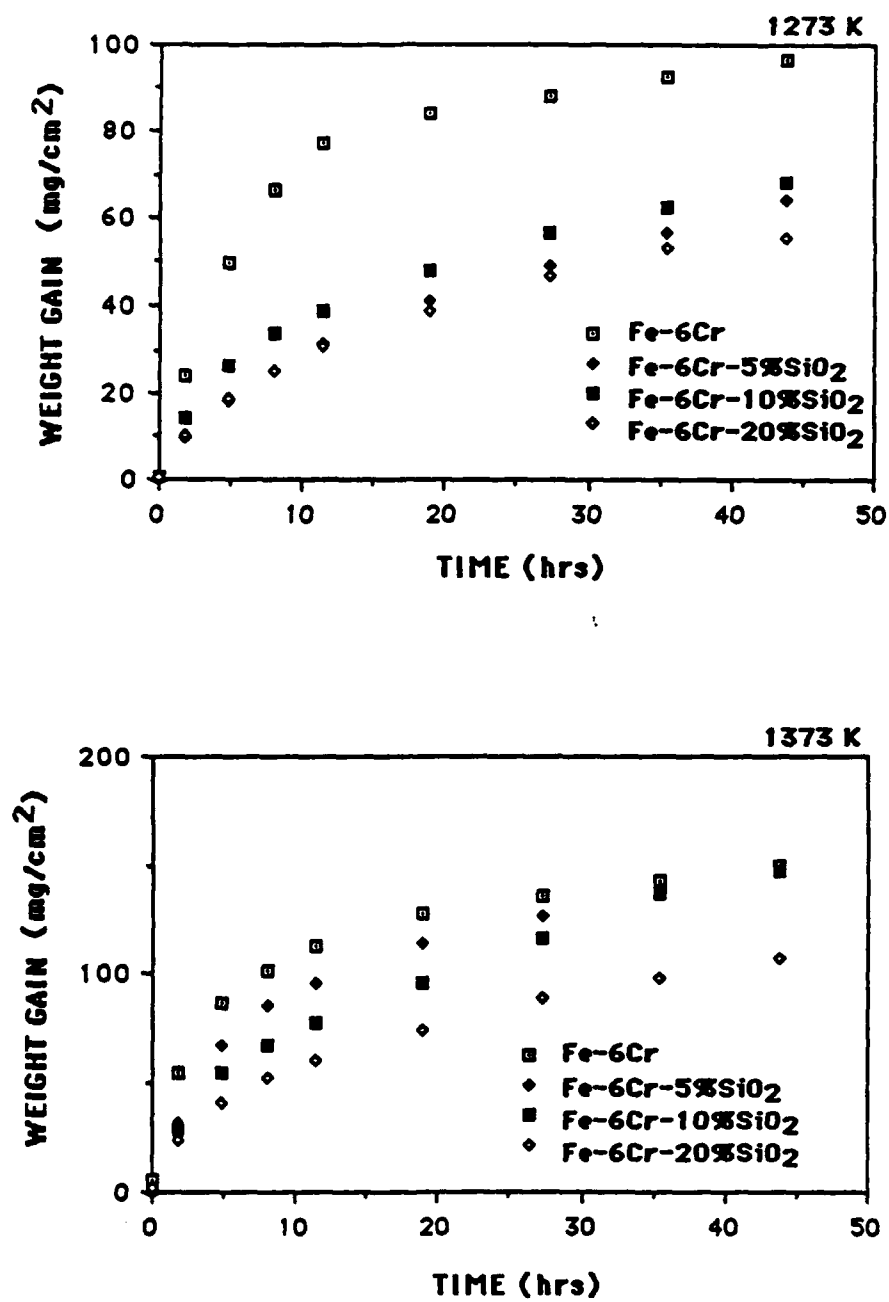 1273 K
100
80
60
40
20
0
WEIGHT GAIN (mg/cm2)
Fe-6Cr
Fe-6Cr-5%SiO2
Fe-6Cr-10%SiO2
Fe-6Cr-20%SiO2
0 10 20 30 40 50
TIME (hrs)
1373 K
200
100
0
WEIGHT GAIN (mg/cm2)
Fe-6Cr
Fe-6Cr-5%SiO2
Fe-6Cr-10%SiO2
Fe-6Cr-20%SiO2
0 10 20 30 40 50
TIME (hrs)